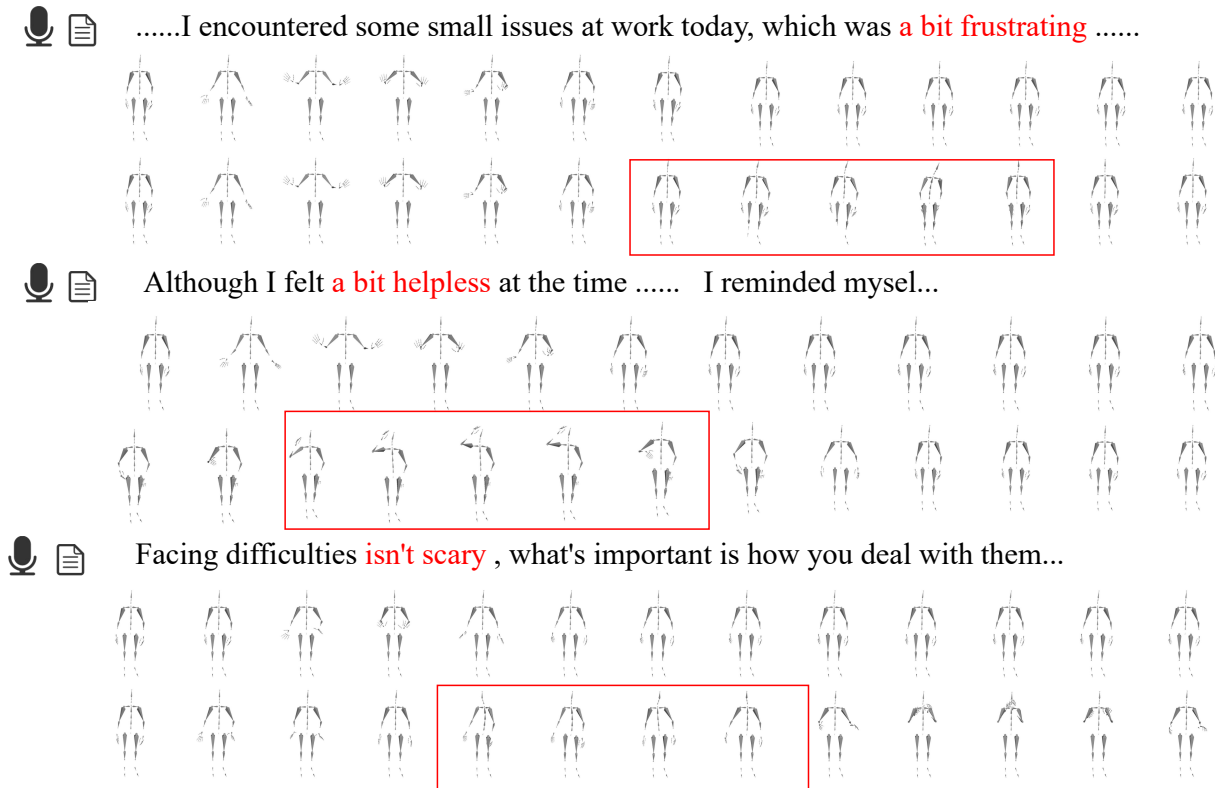 ......I encountered some small issues at work today, which was a bit frustrating ......
Although I felt a bit helpless at the time ...... I reminded mysel...
Facing difficulties isn't scary , what's important is how you deal with them...